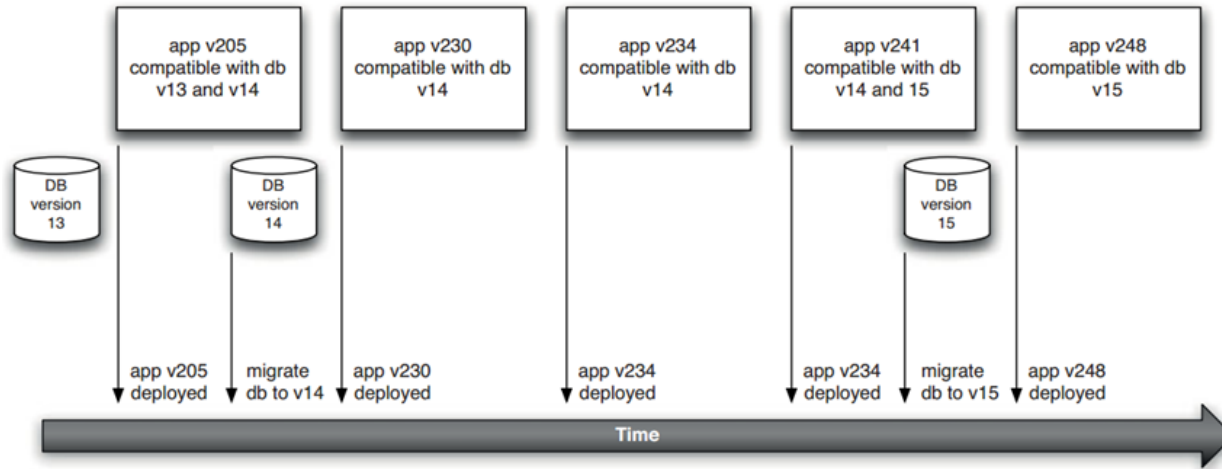 app v205
compatible with db
v13 and v14
app v230
compatible with db
v14
app v234
compatible with db
v14
app v241
compatible with db
v14 and 15
app v248
compatible with db
v15
DB
version
13
DB
version
14
DB
version
15
app v205
deployed
migrate
db to v14
app v230
deployed
app v234
deployed
app v234
deployed
migrate
db to v15
app v248
deployed
Time